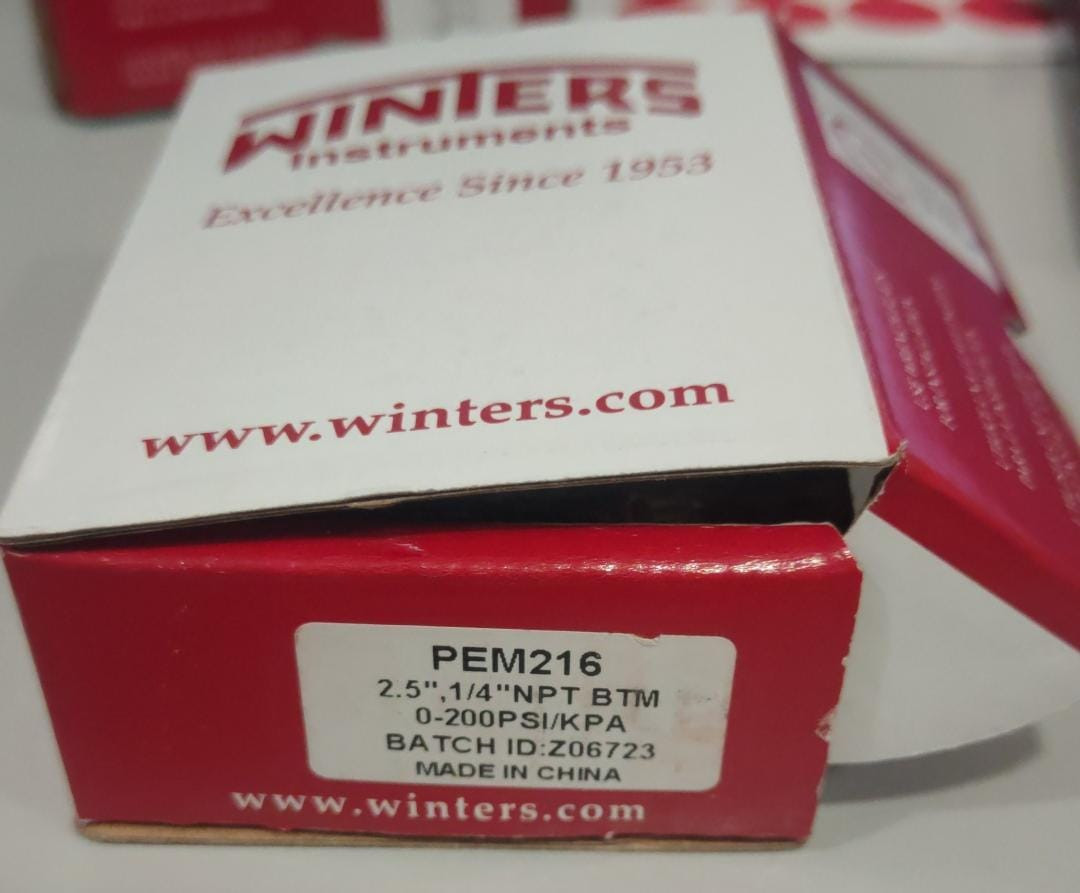 WINTERS
Instruments
Excellence Since 1953
www.winters.com
PEM216
2.5",1/4"NPT BTM
0-200PSI/KPA
BATCH ID:Z06723
MADE IN CHINA
www.winters.com